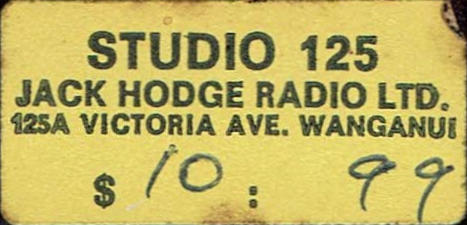 STUDIO 125
JACK HODGE RADIO LTD.
125A VICTORIA AVE. WANGANUI
$ 10 : 99